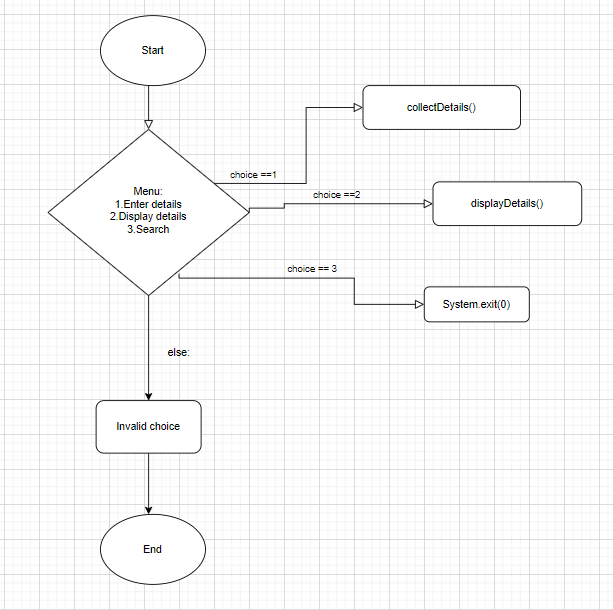 Start
collectDetails()
choice ==1
Menu:
1.Enter details
2.Display details
3.Search
choice ==2
displayDetails()
choice == 3
System.exit(0)
else:
Invalid choice
End